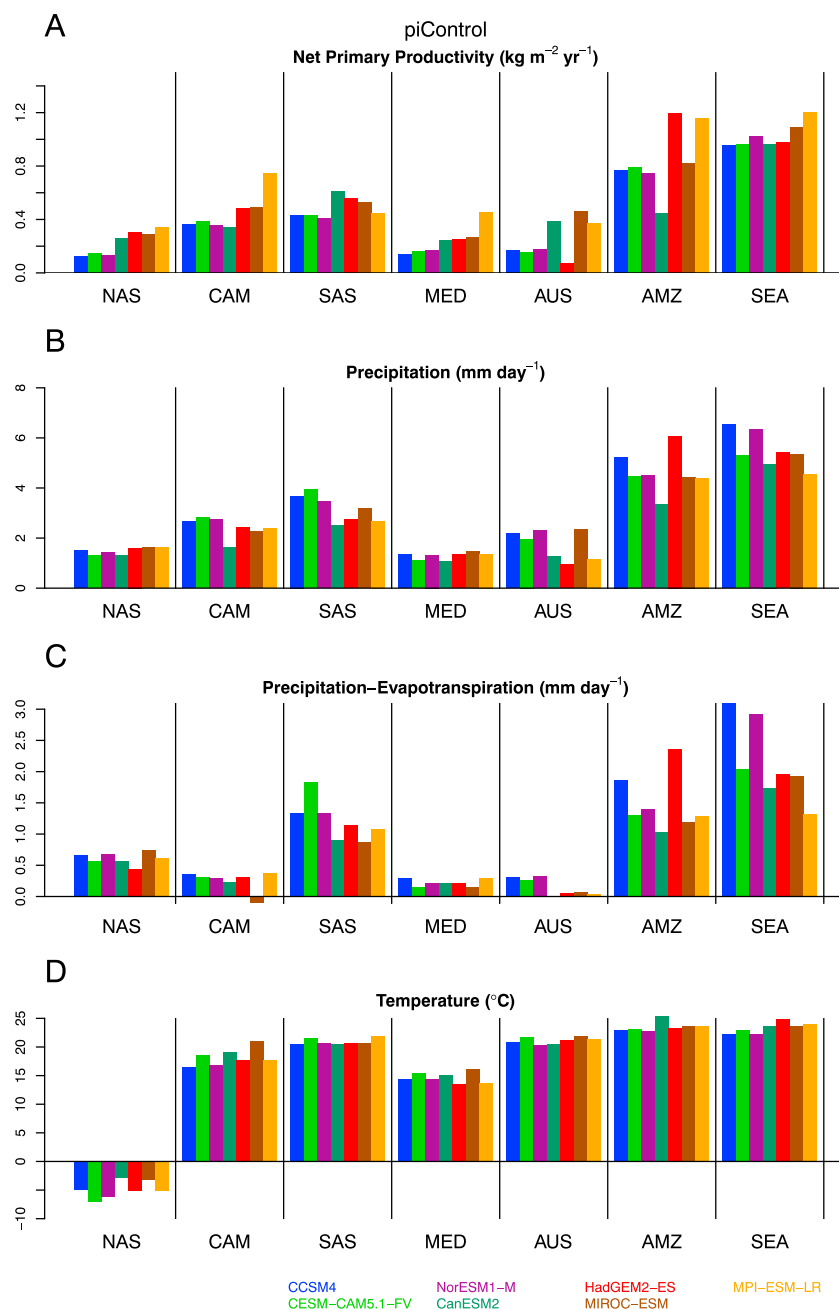 A
piControl
Net Primary Productivity (kg m⁻² yr⁻¹)
0.0 0.4 0.8 1.2
NAS CAM SAS MED AUS AMZ SEA
B
Precipitation (mm day⁻¹)
0 2 4 6 8
NAS CAM SAS MED AUS AMZ SEA
C
Precipitation−Evapotranspiration (mm day⁻¹)
0.0 0.5 1.0 1.5 2.0 2.5 3.0
NAS CAM SAS MED AUS AMZ SEA
D
Temperature (°C)
−10 0 5 10 15 20 25
NAS CAM SAS MED AUS AMZ SEA
CCSM4 NorESM1−M HadGEM2−ES MPI−ESM−LR
CESM−CAM5.1−FV CanESM2 MIROC−ESM